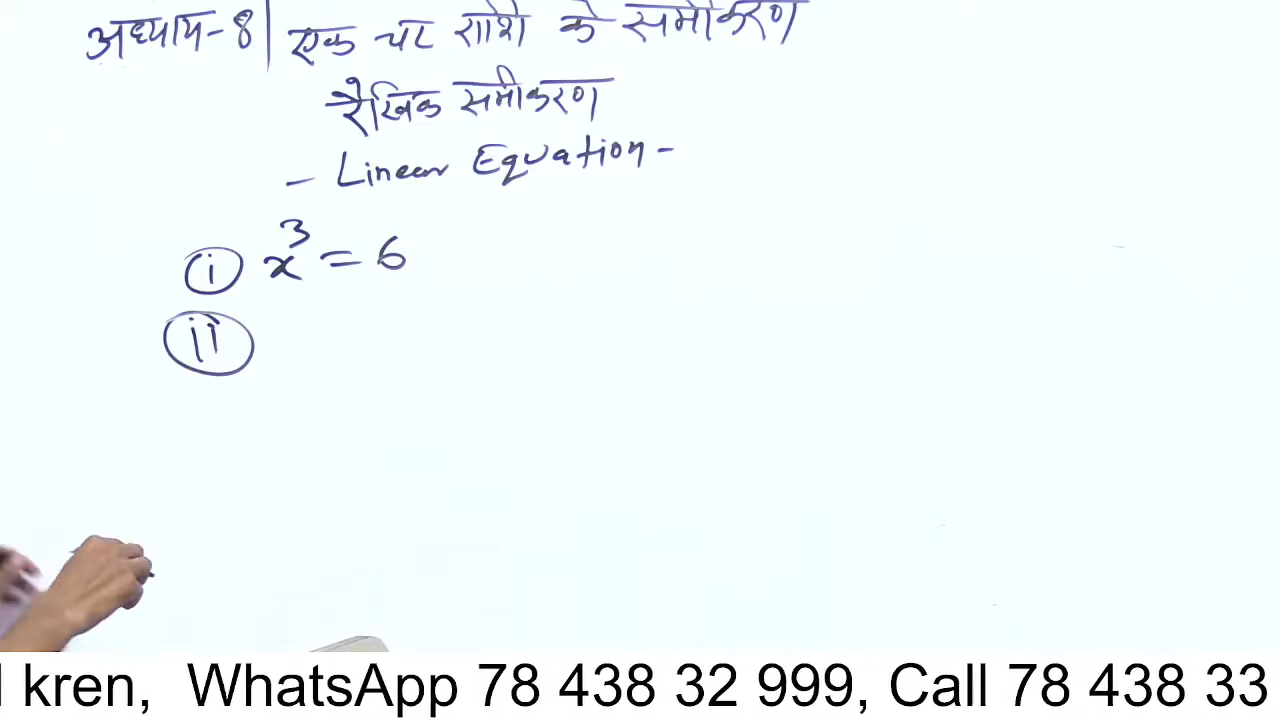 अध्याय-8 | एक चर राशि के समीकरण
रैखिक समीकरण
- Linear Equation -
(i) x³ = 6
(ii)
kren, WhatsApp 78 438 32 999, Call 78 438 33